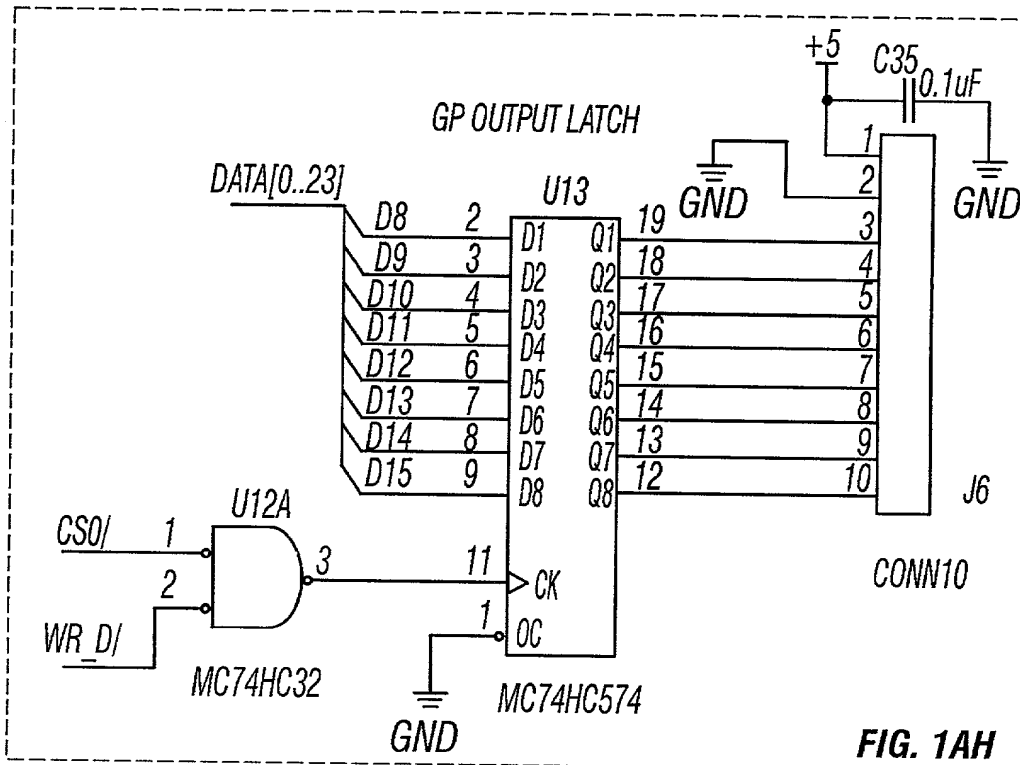 +5
C35
0.1uF
GP OUTPUT LATCH
1
DATA[0..23]
U13
GND
2
GND
D8 2 D1 Q1 19 3
D9 3 D2 Q2 18 4
D10 4 D3 Q3 17 5
D11 5 D4 Q4 16 6
D12 6 D5 Q5 15 7
D13 7 D6 Q6 14 8
D14 8 D7 Q7 13 9
D15 9 D8 Q8 12 10
J6
U12A
CS0/ 1
3 11 CK
CONN10
2
1 OC
WR_D/
MC74HC32
MC74HC574
GND
FIG. 1AH